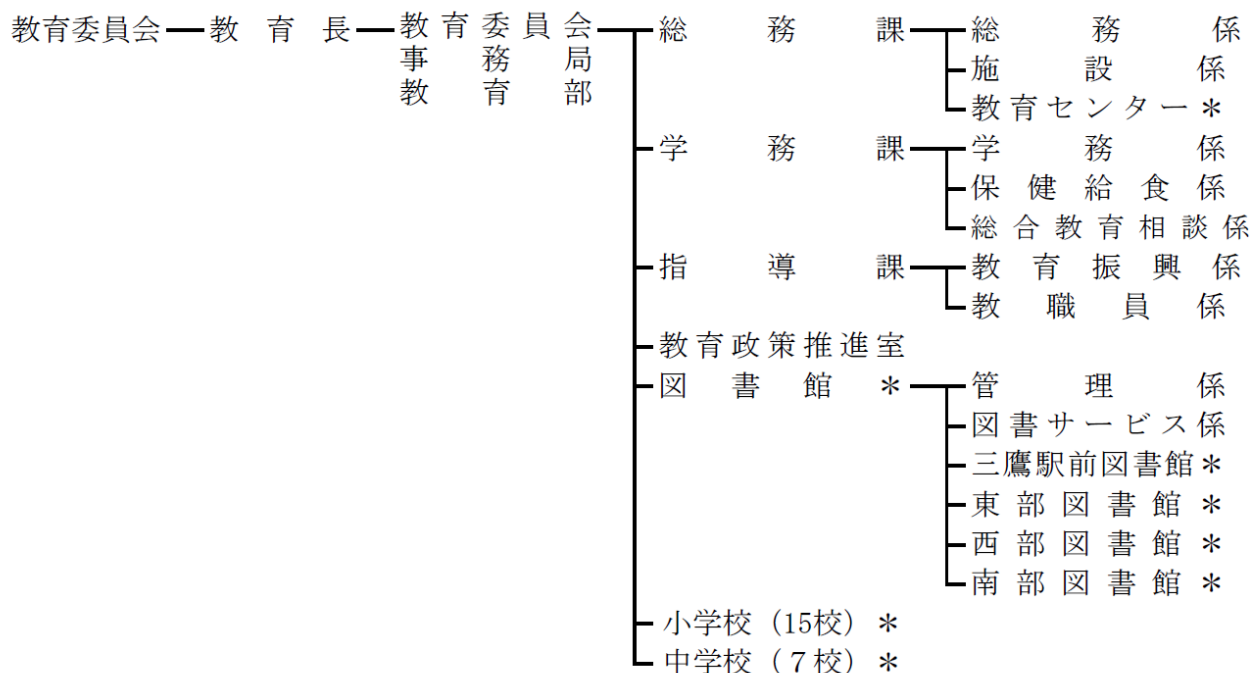 教育委員会 教育長 教育委員会 総務課 総務係
事務局 施設係
教育部 教育センター＊
学務課 学務係
保健給食係
総合教育相談係
指導課 教育振興係
教職員係
教育政策推進室
図書館＊ 管理係
図書サービス係
三鷹駅前図書館＊
東部図書館＊
西部図書館＊
南部図書館＊
小学校（15校）＊
中学校（７校）＊